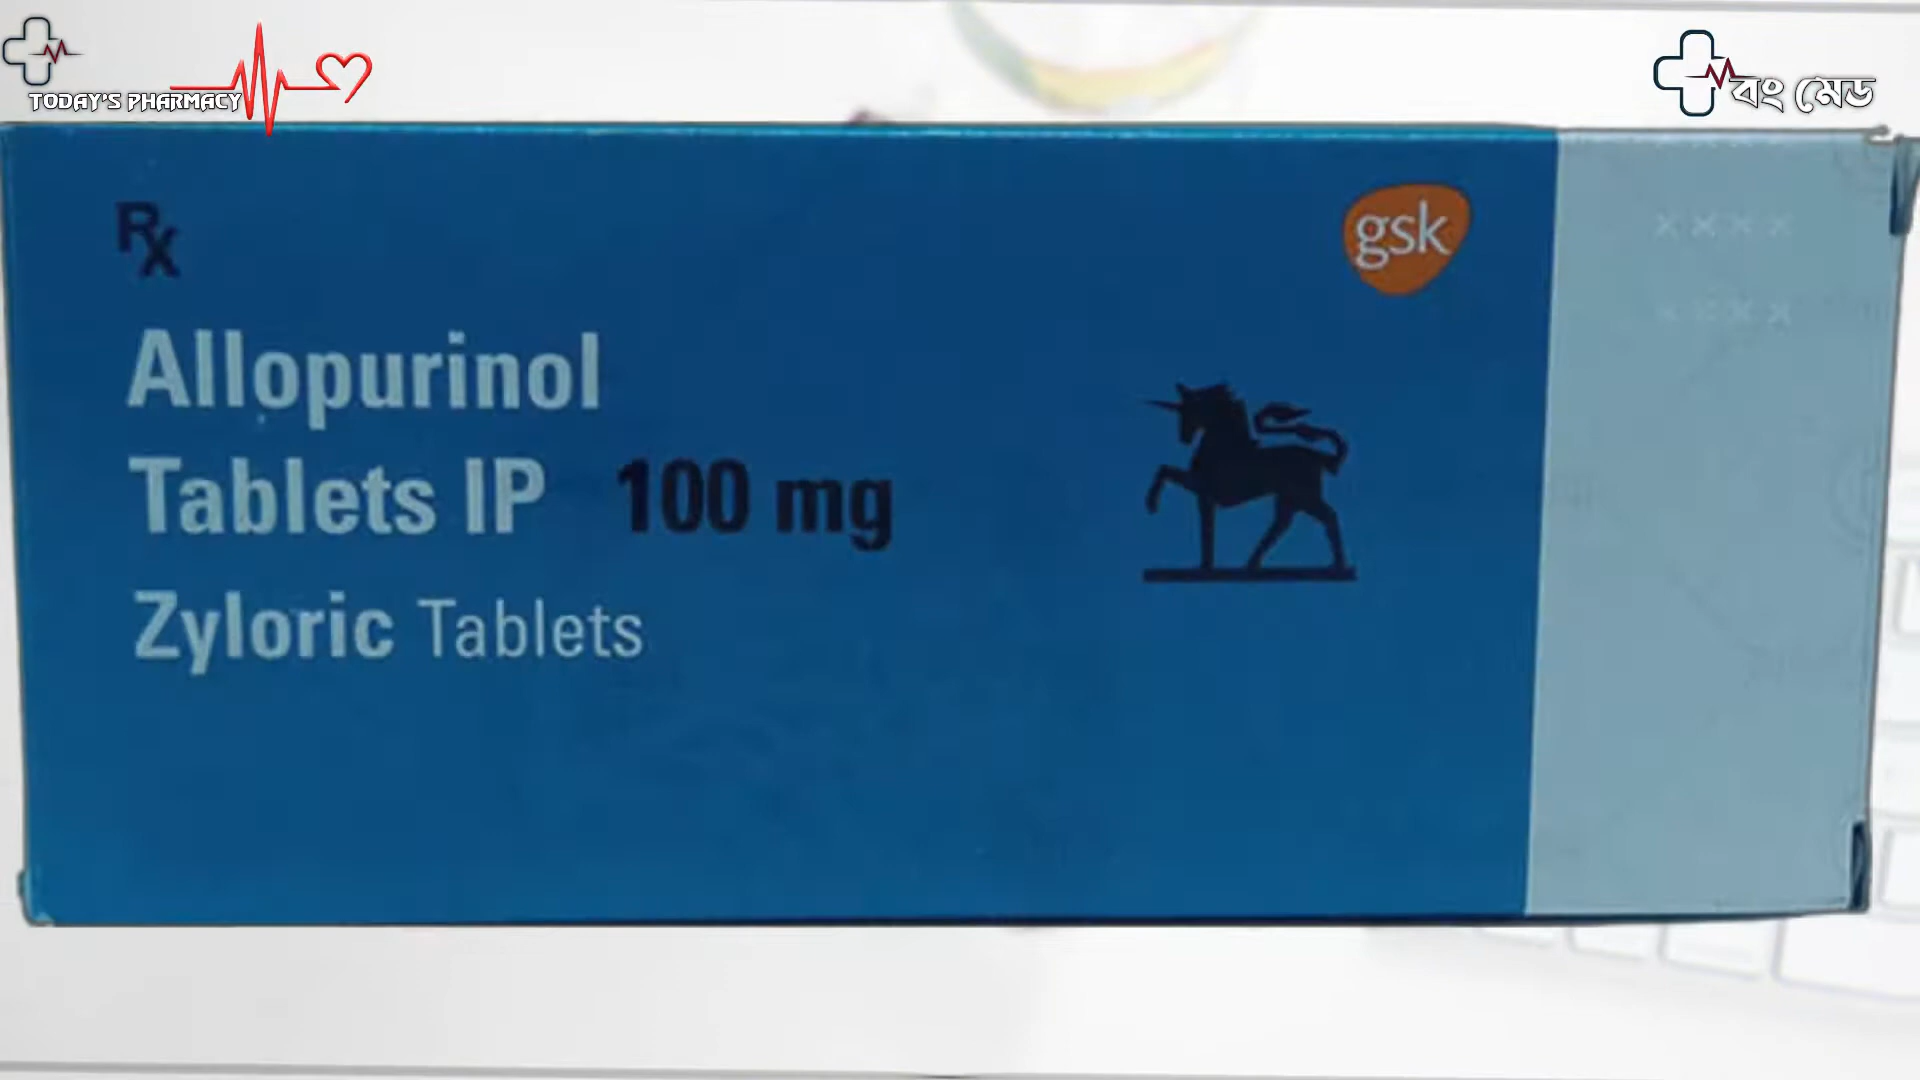 TODAY'S PHARMACY
বং মেড
Rx
gsk
Allopurinol
Tablets IP 100 mg
Zyloric Tablets